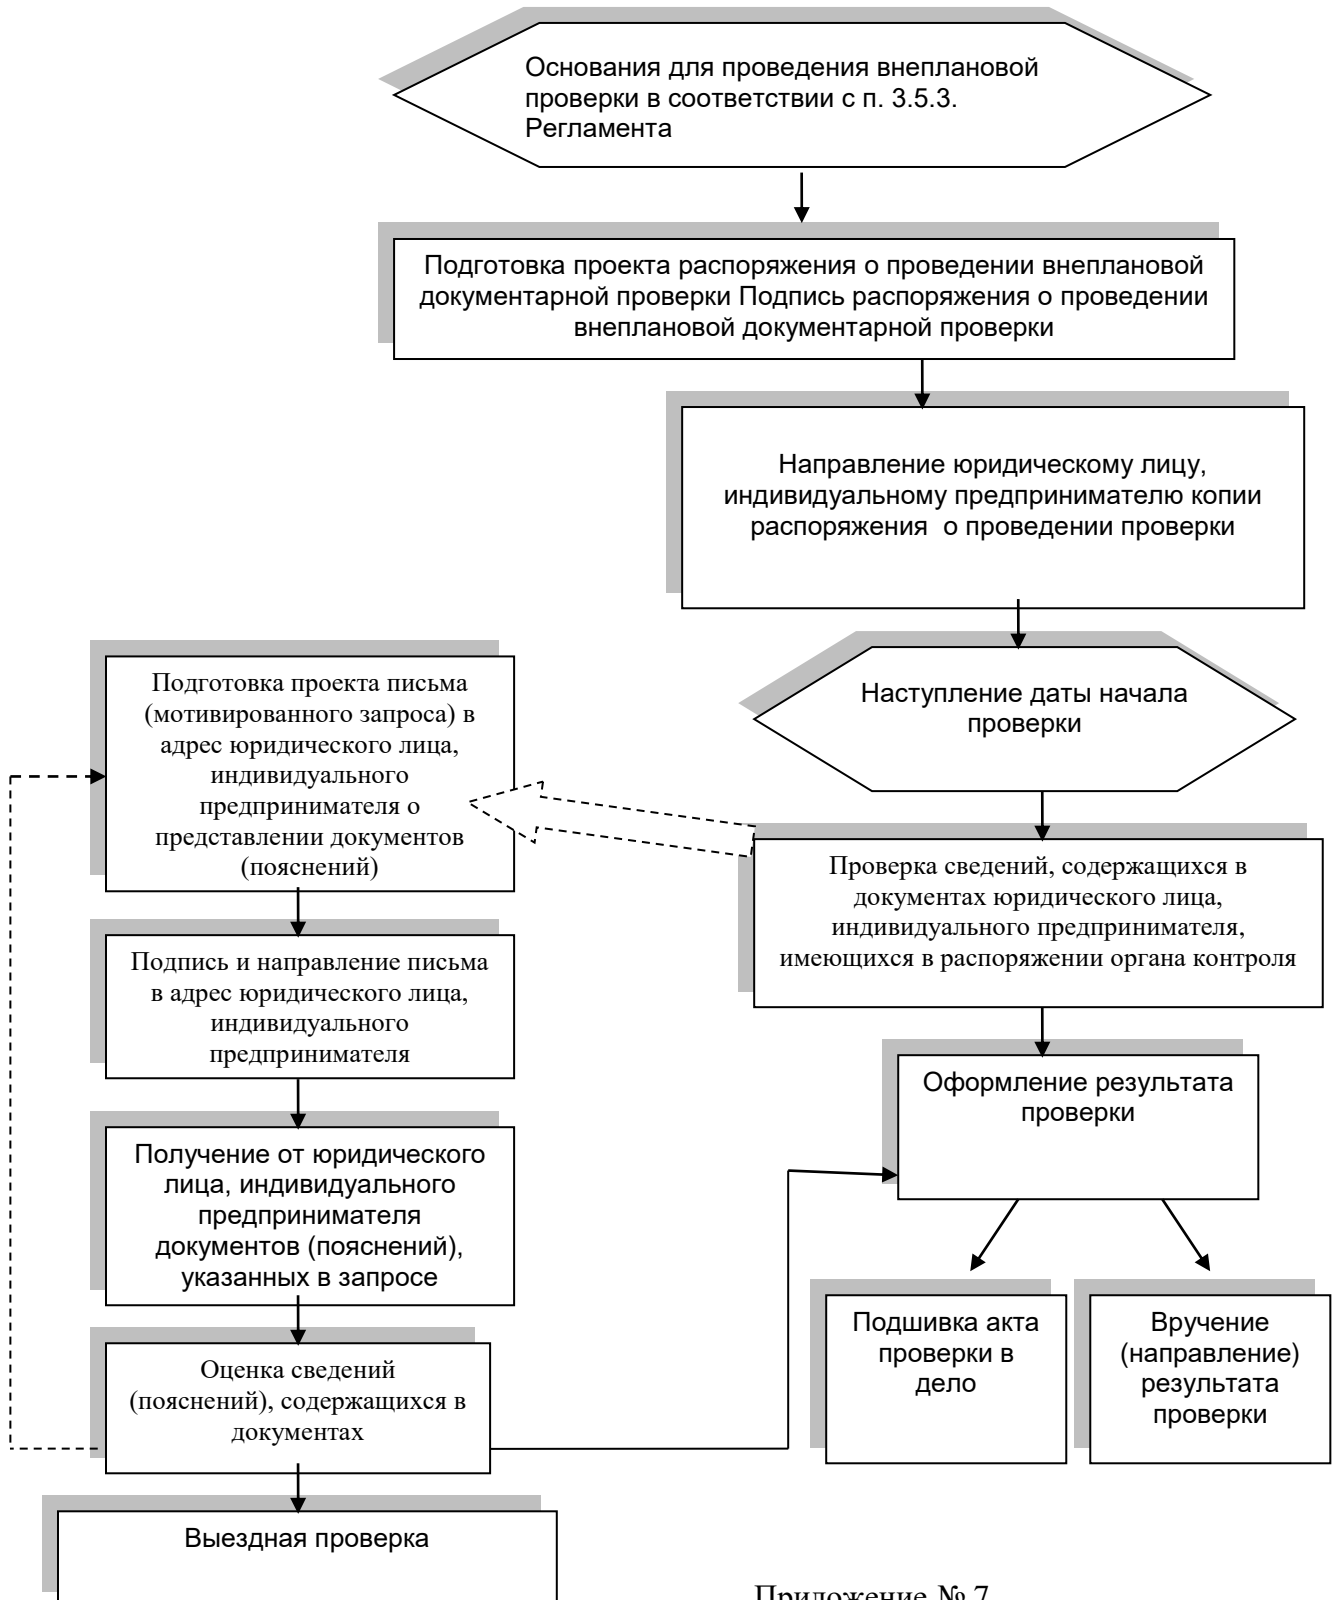 Основания для проведения внеплановой
проверки в соответствии с п. 3.5.3.
Регламента
Подготовка проекта распоряжения о проведении внеплановой
документарной проверки Подпись распоряжения о проведении
внеплановой документарной проверки
Направление юридическому лицу,
индивидуальному предпринимателю копии
распоряжения  о проведении проверки
Наступление даты начала
проверки
Подготовка проекта письма
(мотивированного запроса) в
адрес юридического лица,
индивидуального
предпринимателя о
представлении документов
(пояснений)
Проверка сведений, содержащихся в
документах юридического лица,
индивидуального предпринимателя,
имеющихся в распоряжении органа контроля
Подпись и направление письма
в адрес юридического лица,
индивидуального
предпринимателя
Оформление результата
проверки
Получение от юридического
лица, индивидуального
предпринимателя
документов (пояснений),
указанных в запросе
Подшивка акта
проверки в
дело
Вручение
(направление)
результата
проверки
Оценка сведений
(пояснений), содержащихся в
документах
Выездная проверка
Приложение № 7